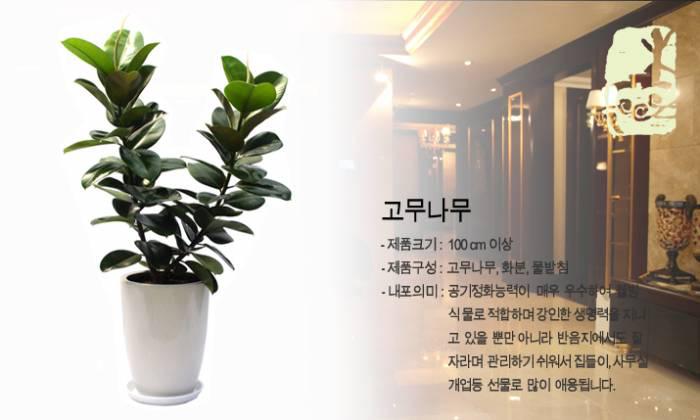 고무나무
- 제품크기 : 100 cm 이상
- 제품구성 : 고무나무, 화분, 물받침
- 내포의미 : 공기정화능력이 매우 우수하여
식물로 적합하며 강인한 생명력을 지니
고 있을 뿐만 아니라 반음지에서도 잘
자라며 관리하기 쉬워서 집들이, 사무실
개업등 선물로 많이 애용됩니다.